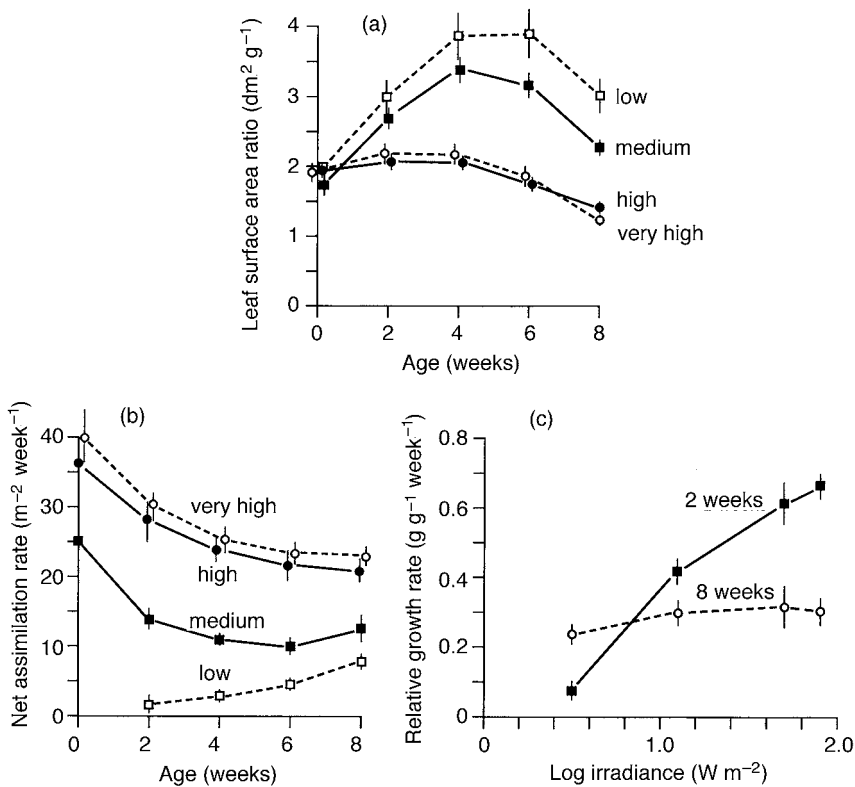 (a)
Leaf surface area ratio (dm² g⁻¹)
4
3
2
1
0
low
medium
high
very high
0 2 4 6 8
Age (weeks)
(b)
Net assimilation rate (m⁻² week⁻¹)
40
30
25
10
0
very high
high
medium
low
0 2 4 6 8
Age (weeks)
(c)
Relative growth rate (g g⁻¹ week⁻¹)
0.8
0.6
0.4
0.2
0
2 weeks
8 weeks
0 1.0 2.0
Log irradiance (W m⁻²)